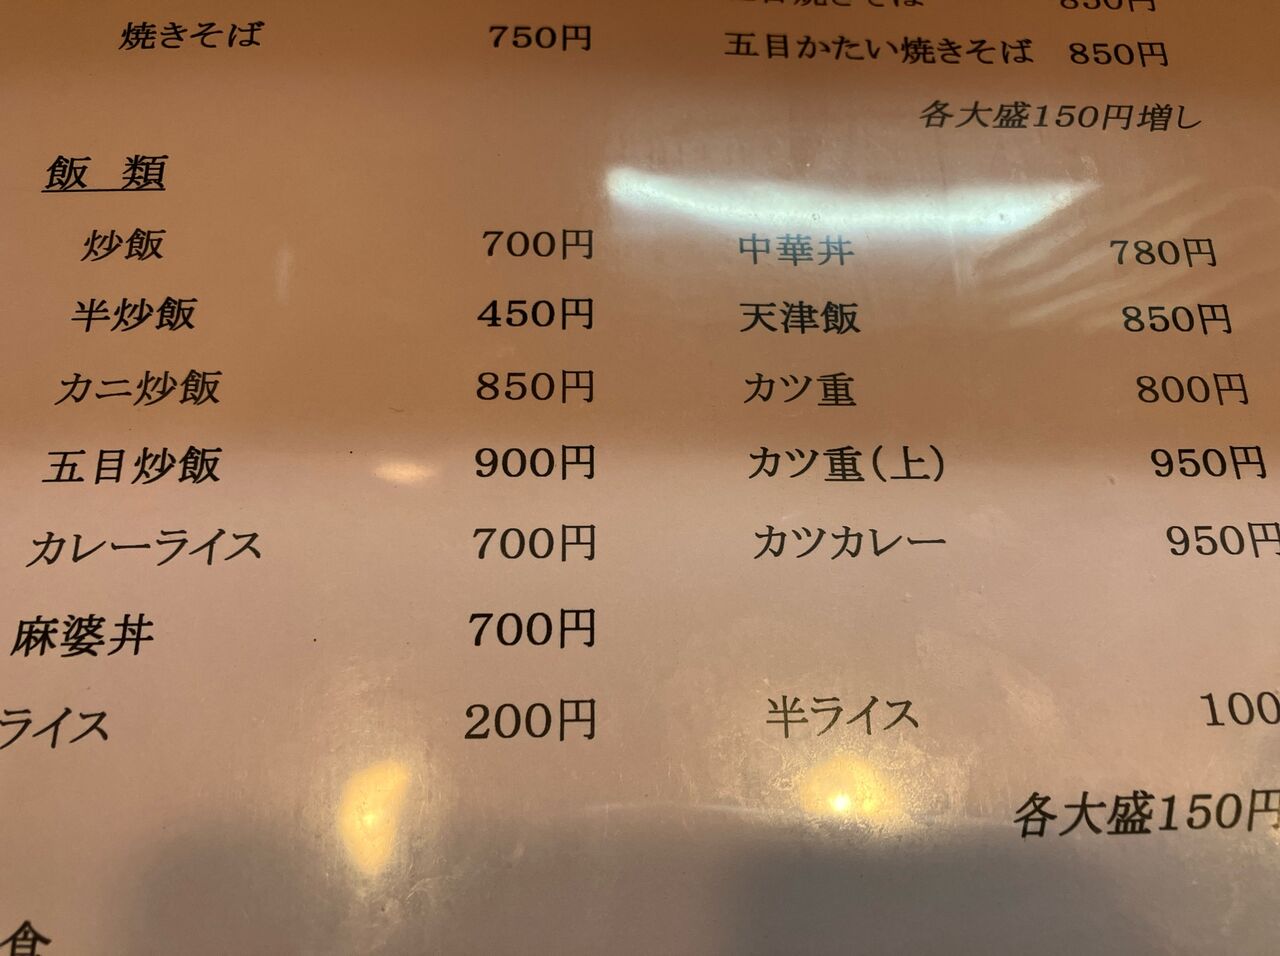 焼きそば 750円 五目かたい焼きそば 850円
各大盛150円増し
飯 類
炒飯 700円 中華丼 780円
半炒飯 450円 天津飯 850円
カニ炒飯 850円 カツ重 800円
五目炒飯 900円 カツ重(上) 950円
カレーライス 700円 カツカレー 950円
麻婆丼 700円
ライス 200円 半ライス 100
各大盛150円
食